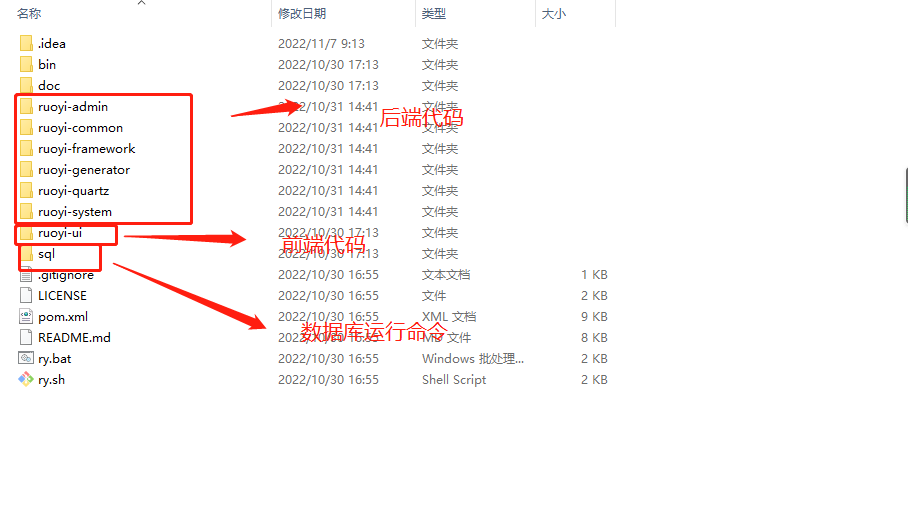 名称 修改日期 类型 大小
.idea 2022/11/7 9:13 文件夹
bin 2022/10/30 17:13 文件夹
doc 2022/10/30 17:13 文件夹
ruoyi-admin 2022/10/31 14:41 文件夹
后端代码
ruoyi-common 2022/10/31 14:41 文件夹
ruoyi-framework 2022/10/31 14:41 文件夹
ruoyi-generator 2022/10/31 14:41 文件夹
ruoyi-quartz 2022/10/31 14:41 文件夹
ruoyi-system 2022/10/31 14:41 文件夹
ruoyi-ui 2022/10/30 17:13 文件夹
前端代码
sql 2022/10/30 17:13 文件夹
.gitignore 2022/10/30 16:55 文本文档 1 KB
LICENSE 2022/10/30 16:55 文件 2 KB
pom.xml 2022/10/30 16:55 XML 文档 9 KB
数据库运行命令
README.md 2022/10/30 16:55 MD 文件 8 KB
ry.bat 2022/10/30 16:55 Windows 批处理... 2 KB
ry.sh 2022/10/30 16:55 Shell Script 2 KB